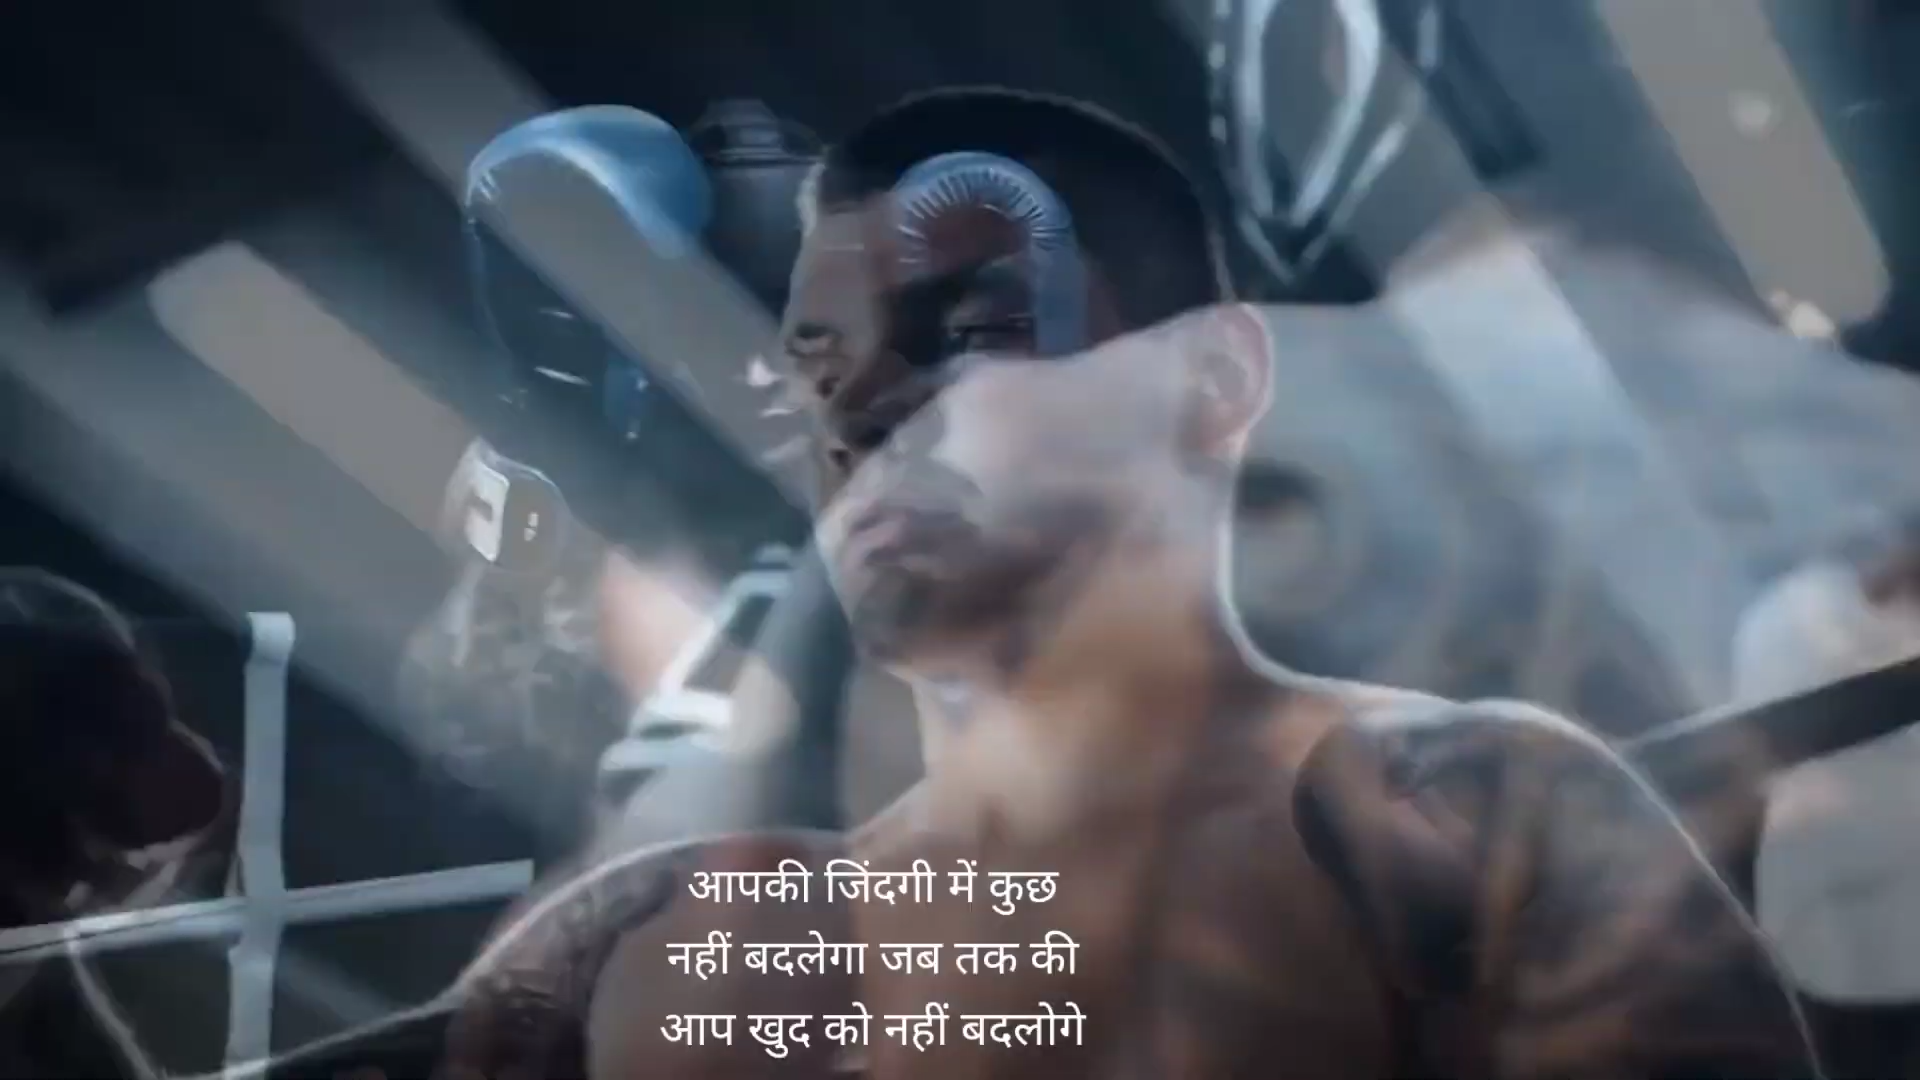 आपकी जिंदगी में कुछ
नहीं बदलेगा जब तक की
आप खुद को नहीं बदलोगे